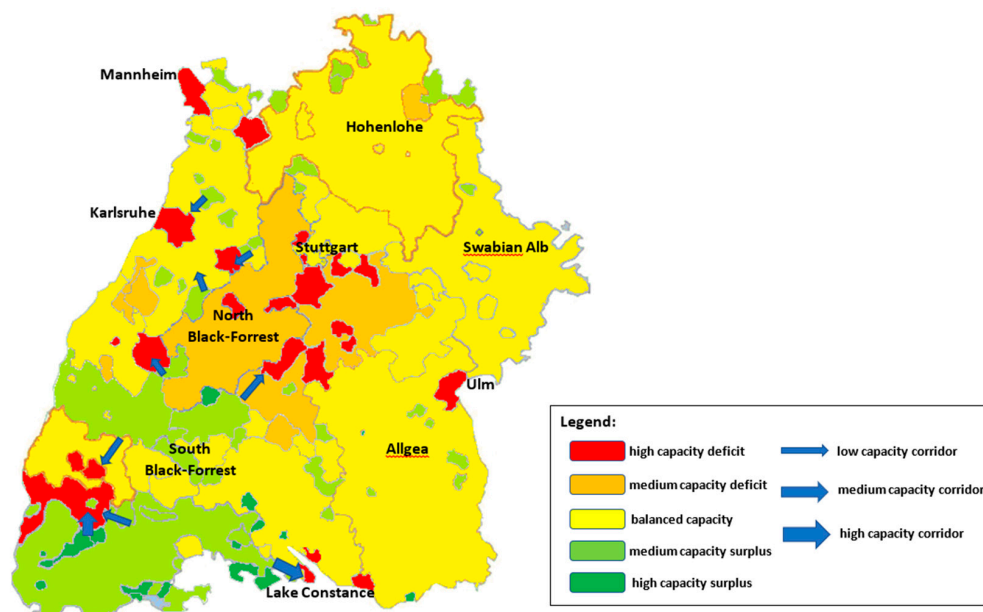 Mannheim
Hohenlohe
Karlsruhe
Stuttgart
Swabian Alb
North
Black-Forrest
Ulm
South
Black-Forrest
Allgea
Lake Constance
Legend:
high capacity deficit
low capacity corridor
medium capacity deficit
medium capacity corridor
balanced capacity
high capacity corridor
medium capacity surplus
high capacity surplus